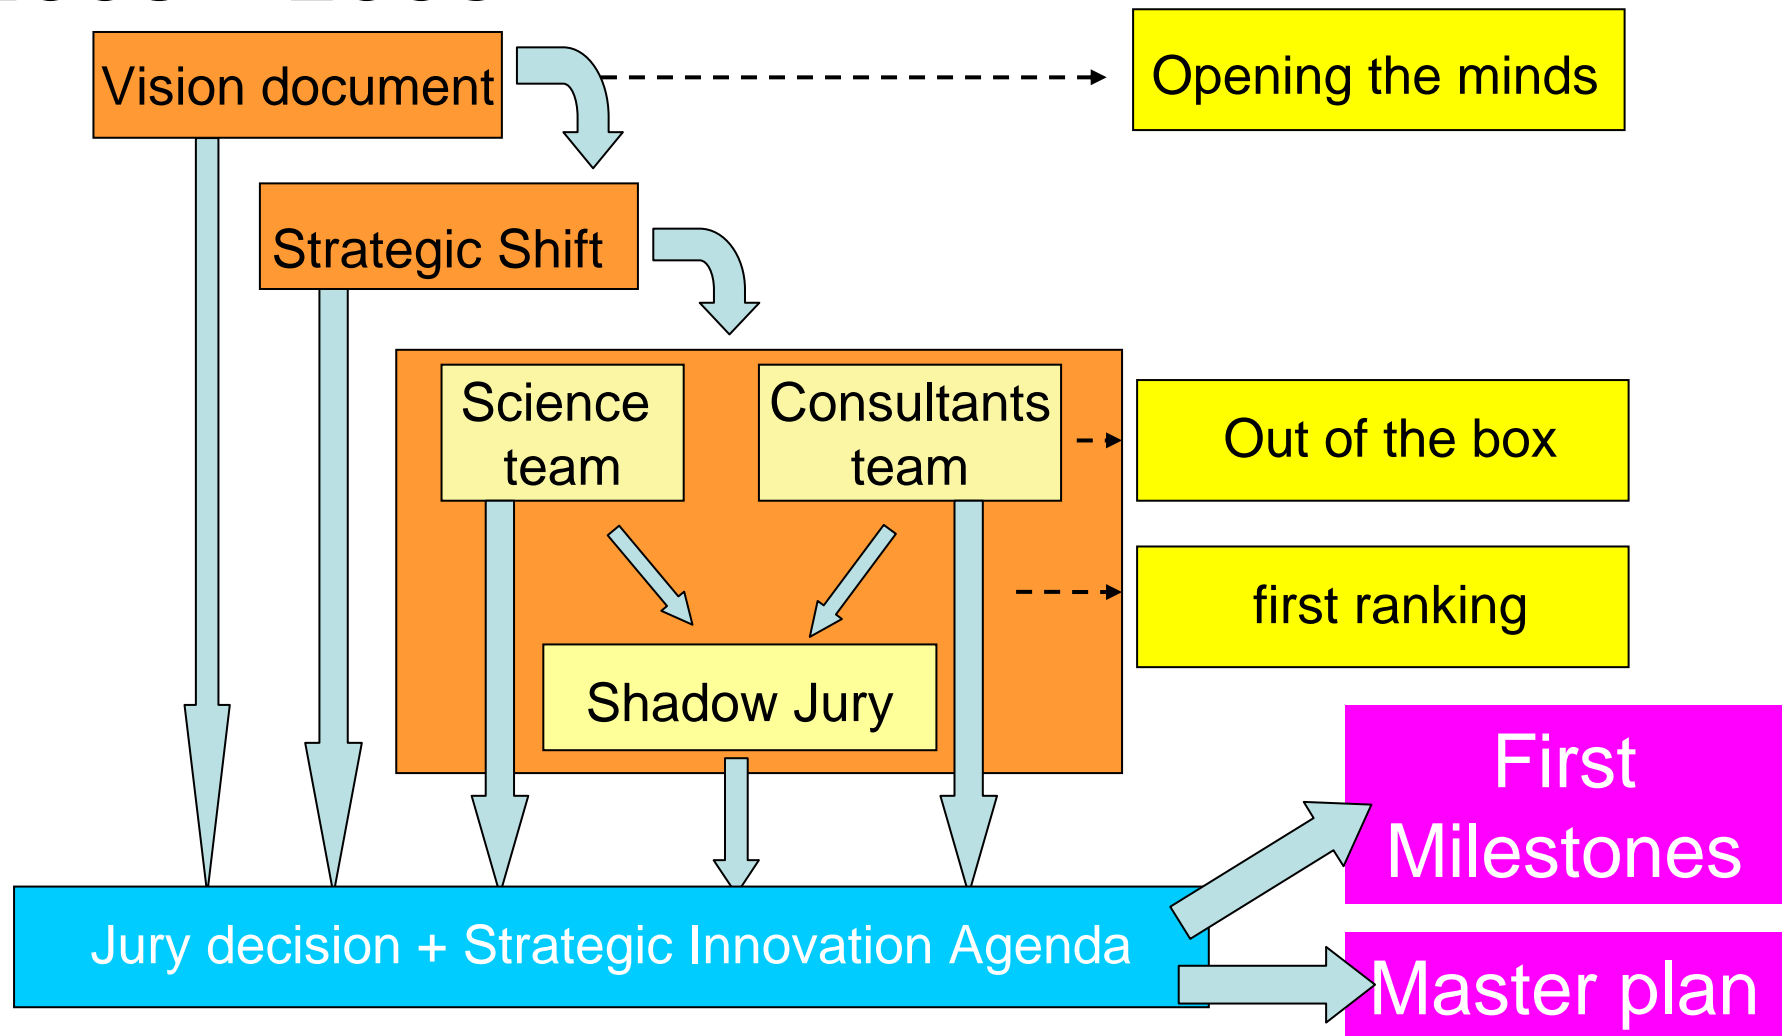 Vision document
Opening the minds
Strategic Shift
Science
team
Consultants
team
Out of the box
first ranking
Shadow Jury
First
Milestones
Jury decision + Strategic Innovation Agenda
Master plan